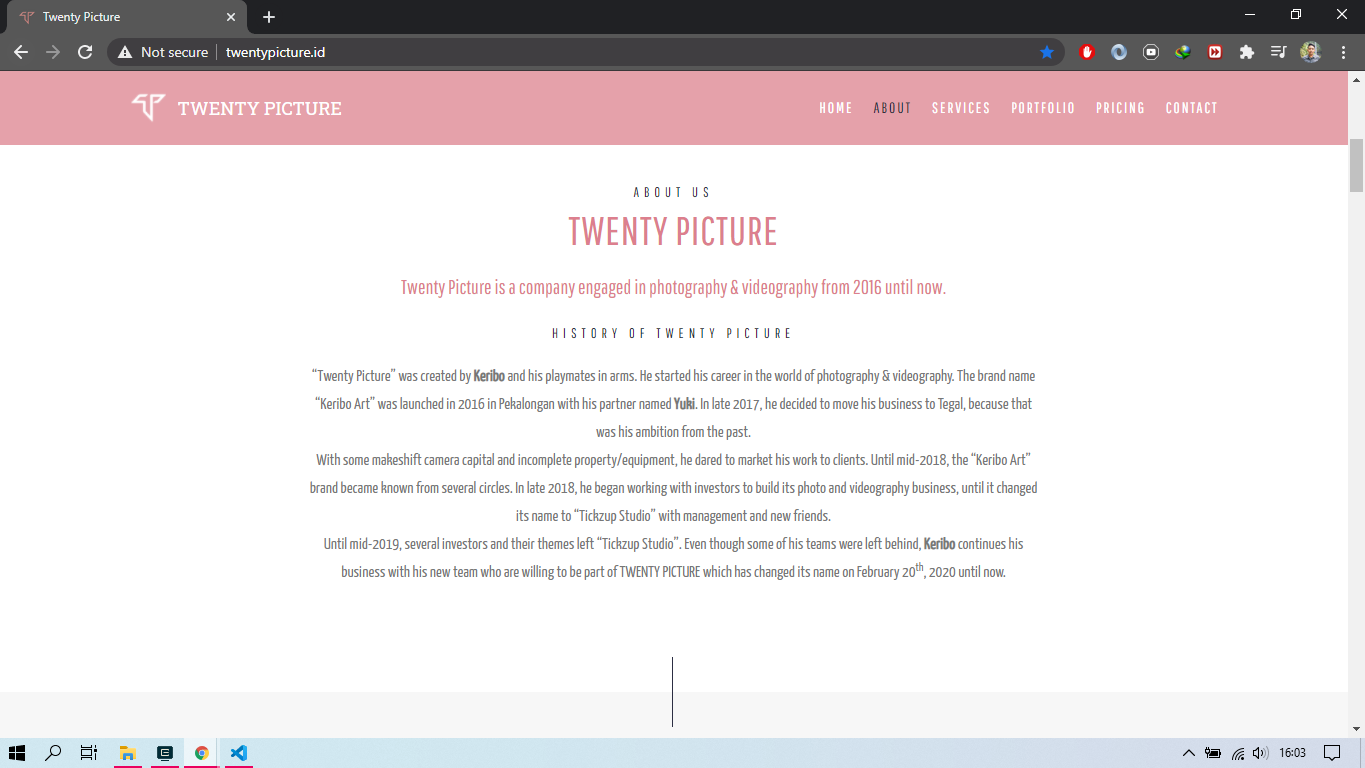 Twenty Picture
Not secure
twentypicture.id
TWENTY PICTURE
HOME ABOUT SERVICES PORTFOLIO PRICING CONTACT
ABOUT US
TWENTY PICTURE
Twenty Picture is a company engaged in photography & videography from 2016 until now.
HISTORY OF TWENTY PICTURE
“Twenty Picture” was created by Keribo and his playmates in arms. He started his career in the world of photography & videography. The brand name
“Keribo Art” was launched in 2016 in Pekalongan with his partner named Yuki. In late 2017, he decided to move his business to Tegal, because that
was his ambition from the past.
With some makeshift camera capital and incomplete property/equipment, he dared to market his work to clients. Until mid-2018, the “Keribo Art”
brand became known from several circles. In late 2018, he began working with investors to build its photo and videography business, until it changed
its name to “Tickzup Studio” with management and new friends.
Until mid-2019, several investors and their themes left “Tickzup Studio”. Even though some of his teams were left behind, Keribo continues his
business with his new team who are willing to be part of TWENTY PICTURE which has changed its name on February 20th, 2020 until now.
16:03